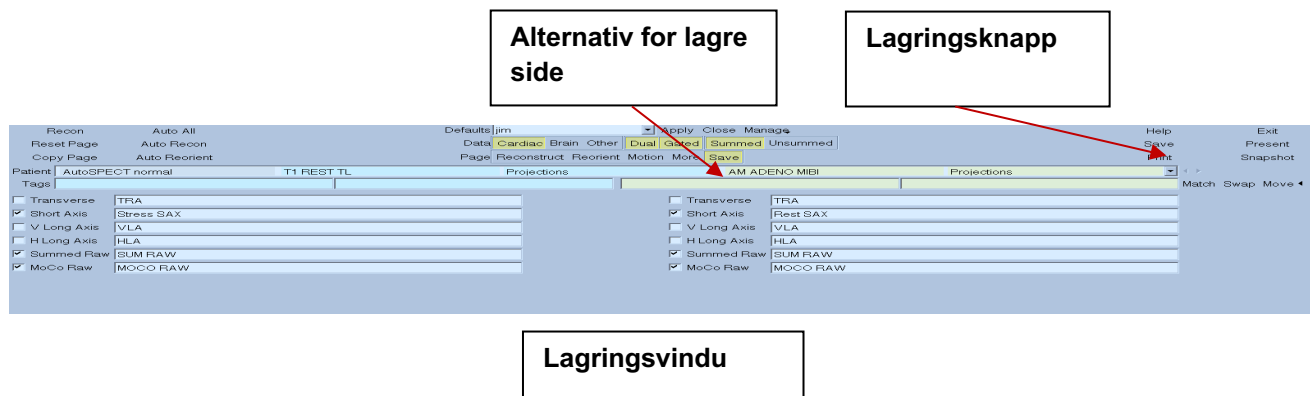 Alternativ for lagre
side
Lagringsknapp
Recon Auto All Defaults jim Apply Close Manage Help Exit
Reset Page Auto Recon Data Cardiac Brain Other Dual Gated Summed Unsummed Save Present
Copy Page Auto Reorient Page Reconstruct Reorient Motion More Save Print Snapshot
Patient AutoSPECT normal T1 REST TL Projections AM ADENO MIBI Projections
Tags Match Swap Move
Transverse TRA Transverse TRA
Short Axis Stress SAX Short Axis Rest SAX
V Long Axis VLA V Long Axis VLA
H Long Axis HLA H Long Axis HLA
Summed Raw SUM RAW Summed Raw SUM RAW
MoCo Raw MOCO RAW MoCo Raw MOCO RAW
Lagringsvindu